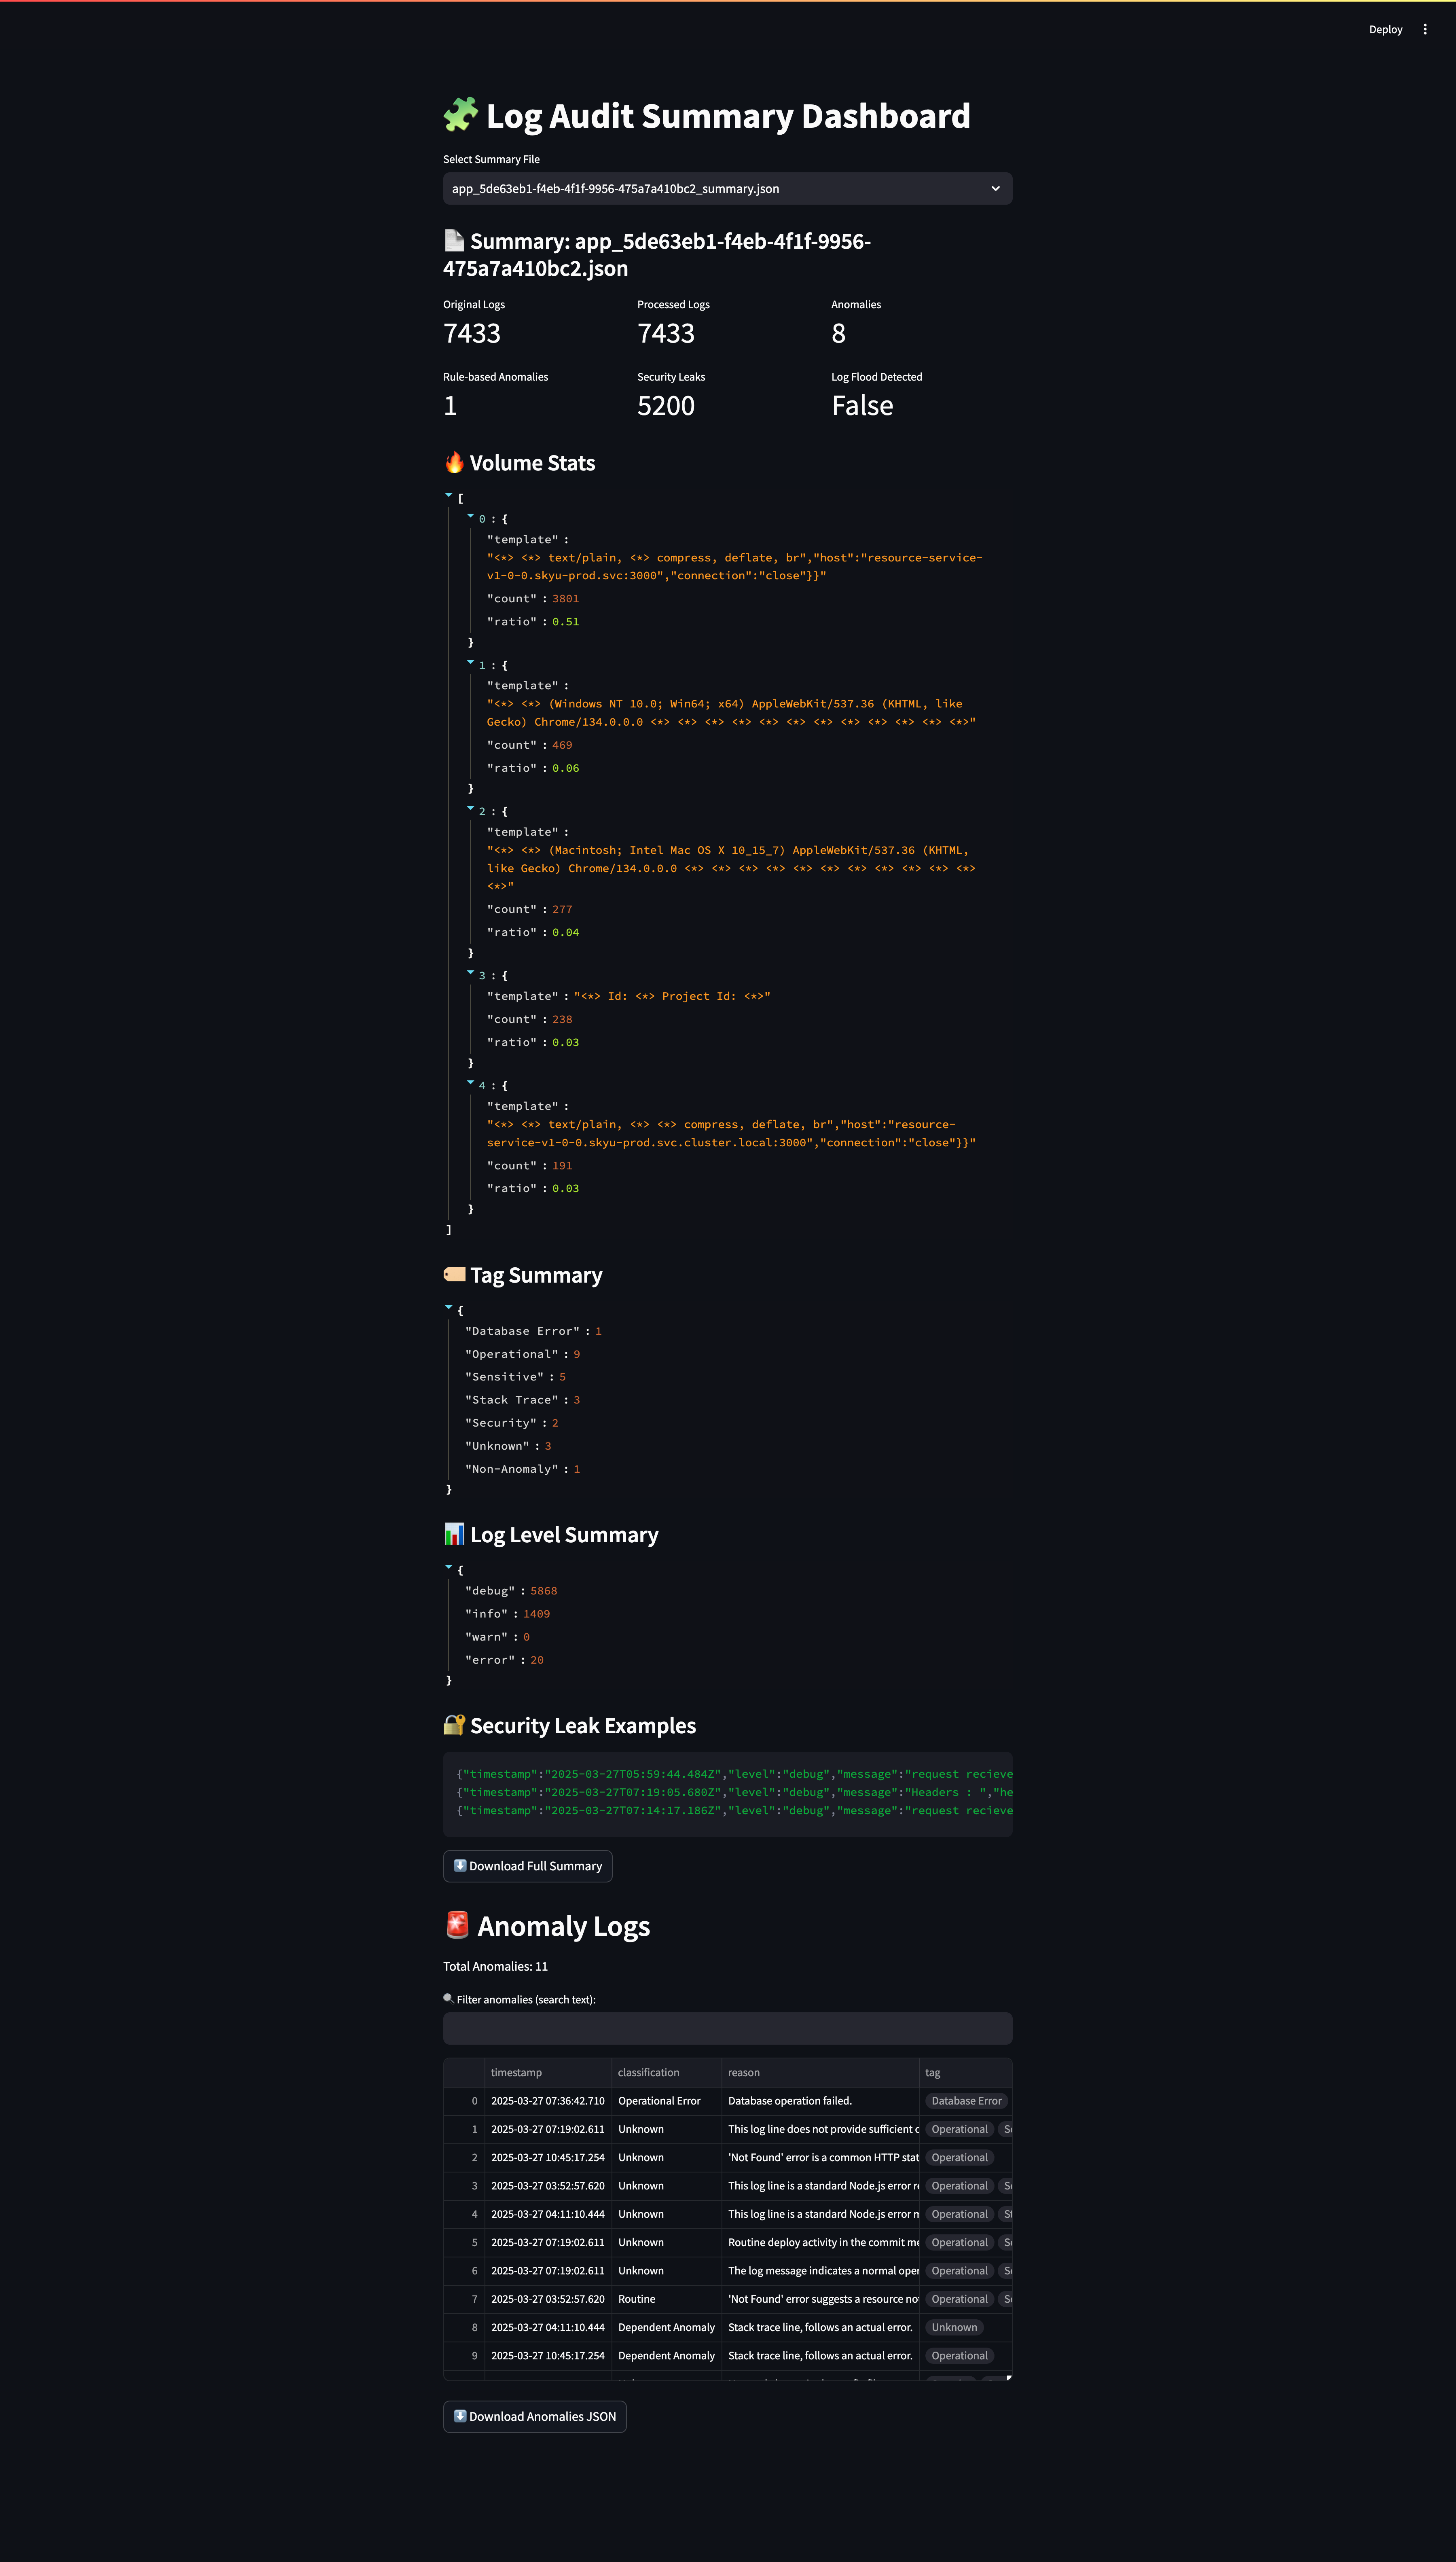 Deploy
Log Audit Summary Dashboard
Select Summary File
app_5de63eb1-f4eb-4f1f-9956-475a7a410bc2_summary.json
Summary: app_5de63eb1-f4eb-4f1f-9956-
475a7a410bc2.json
Original Logs
Processed Logs
Anomalies
7433
7433
8
Rule-based Anomalies
Security Leaks
Log Flood Detected
1
5200
False
Volume Stats
[
0 : {
"template" :
"<*> <*> text/plain, <*> compress, deflate, br","host":"resource-service-
v1-0-0.skyu-prod.svc:3000","connection":"close"}}"
"count" : 3801
"ratio" : 0.51
}
1 : {
"template" :
"<*> <*> (Windows NT 10.0; Win64; x64) AppleWebKit/537.36 (KHTML, like
Gecko) Chrome/134.0.0.0 <*> <*> <*> <*> <*> <*> <*> <*> <*> <*> <*> <*>"
"count" : 469
"ratio" : 0.06
}
2 : {
"template" :
"<*> <*> (Macintosh; Intel Mac OS X 10_15_7) AppleWebKit/537.36 (KHTML,
like Gecko) Chrome/134.0.0.0 <*> <*> <*> <*> <*> <*> <*> <*> <*> <*> <*>
<*>"
"count" : 277
"ratio" : 0.04
}
3 : {
"template" : "<*> Id: <*> Project Id: <*>"
"count" : 238
"ratio" : 0.03
}
4 : {
"template" :
"<*> <*> text/plain, <*> <*> compress, deflate, br","host":"resource-
service-v1-0-0.skyu-prod.svc.cluster.local:3000","connection":"close"}}"
"count" : 191
"ratio" : 0.03
}
]
Tag Summary
{
"Database Error" : 1
"Operational" : 9
"Sensitive" : 5
"Stack Trace" : 3
"Security" : 2
"Unknown" : 3
"Non-Anomaly" : 1
}
Log Level Summary
{
"debug" : 5868
"info" : 1409
"warn" : 0
"error" : 20
}
Security Leak Examples
{"timestamp":"2025-03-27T05:59:44.484Z","level":"debug","message":"request recieve
{"timestamp":"2025-03-27T07:19:05.680Z","level":"debug","message":"Headers : ","he
{"timestamp":"2025-03-27T07:14:17.186Z","level":"debug","message":"request recieve
Download Full Summary
Anomaly Logs
Total Anomalies: 11
Filter anomalies (search text):
timestamp classification reason tag
0 2025-03-27 07:36:42.710 Operational Error Database operation failed. Database Error
1 2025-03-27 07:19:02.611 Unknown This log line does not provide sufficient c Operational Se
2 2025-03-27 10:45:17.254 Unknown 'Not Found' error is a common HTTP stat Operational
3 2025-03-27 03:52:57.620 Unknown This log line is a standard Node.js error re Operational Se
4 2025-03-27 04:11:10.444 Unknown This log line is a standard Node.js error m Operational St
5 2025-03-27 07:19:02.611 Unknown Routine deploy activity in the commit me Operational Se
6 2025-03-27 07:19:02.611 Unknown The log message indicates a normal oper Operational Se
7 2025-03-27 03:52:57.620 Routine 'Not Found' error suggests a resource no Operational Se
8 2025-03-27 04:11:10.444 Dependent Anomaly Stack trace line, follows an actual error. Unknown
9 2025-03-27 10:45:17.254 Dependent Anomaly Stack trace line, follows an actual error. Operational
Download Anomalies JSON